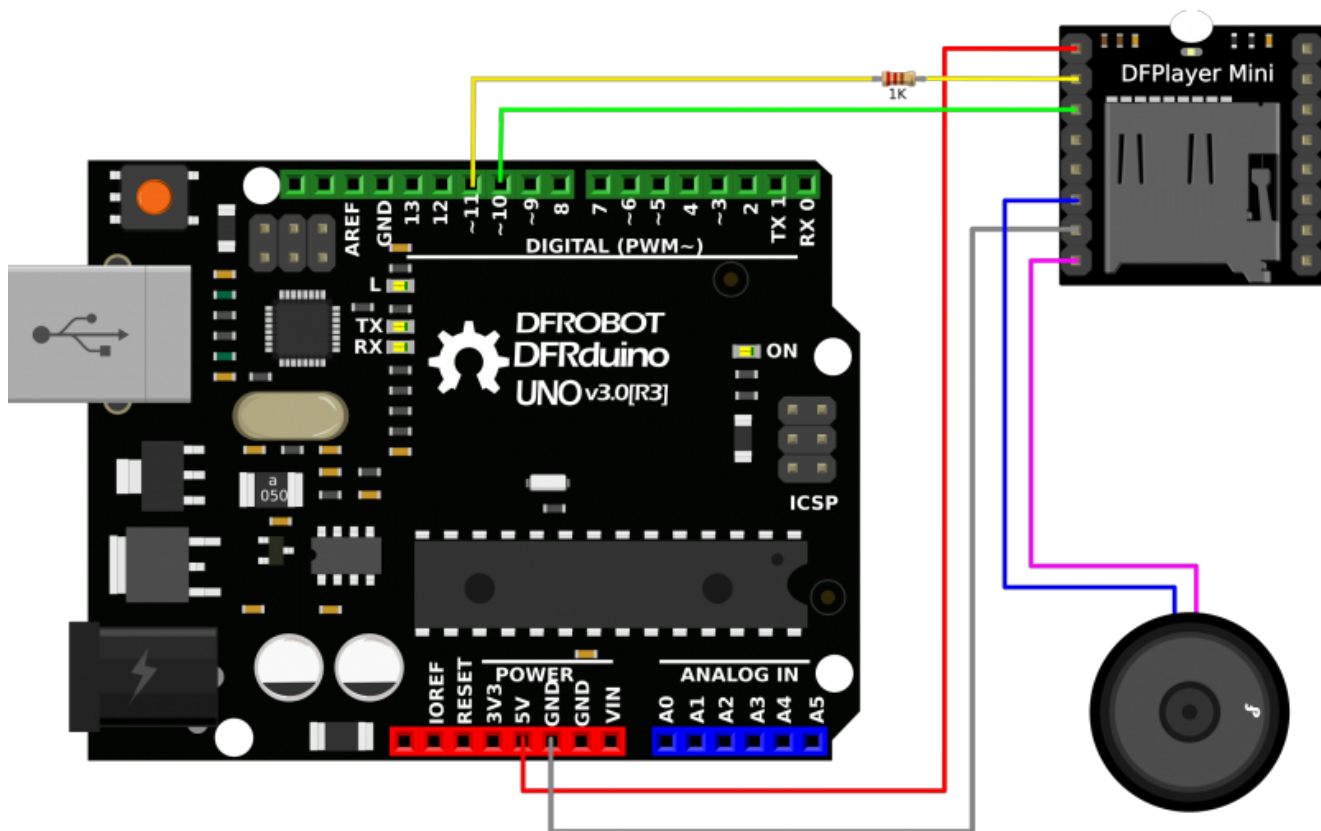 DFPlayer Mini
1K
AREF
GND
13
12
~11
~10
~9
8
7
~6
~5
4
~3
2
TX 1
RX 0
DIGITAL (PWM~)
L
TX
RX
DFROBOT
DFRduino
UNO v3.0[R3]
ON
a
050
ICSP
POWER
ANALOG IN
IOREF
RESET
3V3
5V
GND
GND
VIN
A0
A1
A2
A3
A4
A5